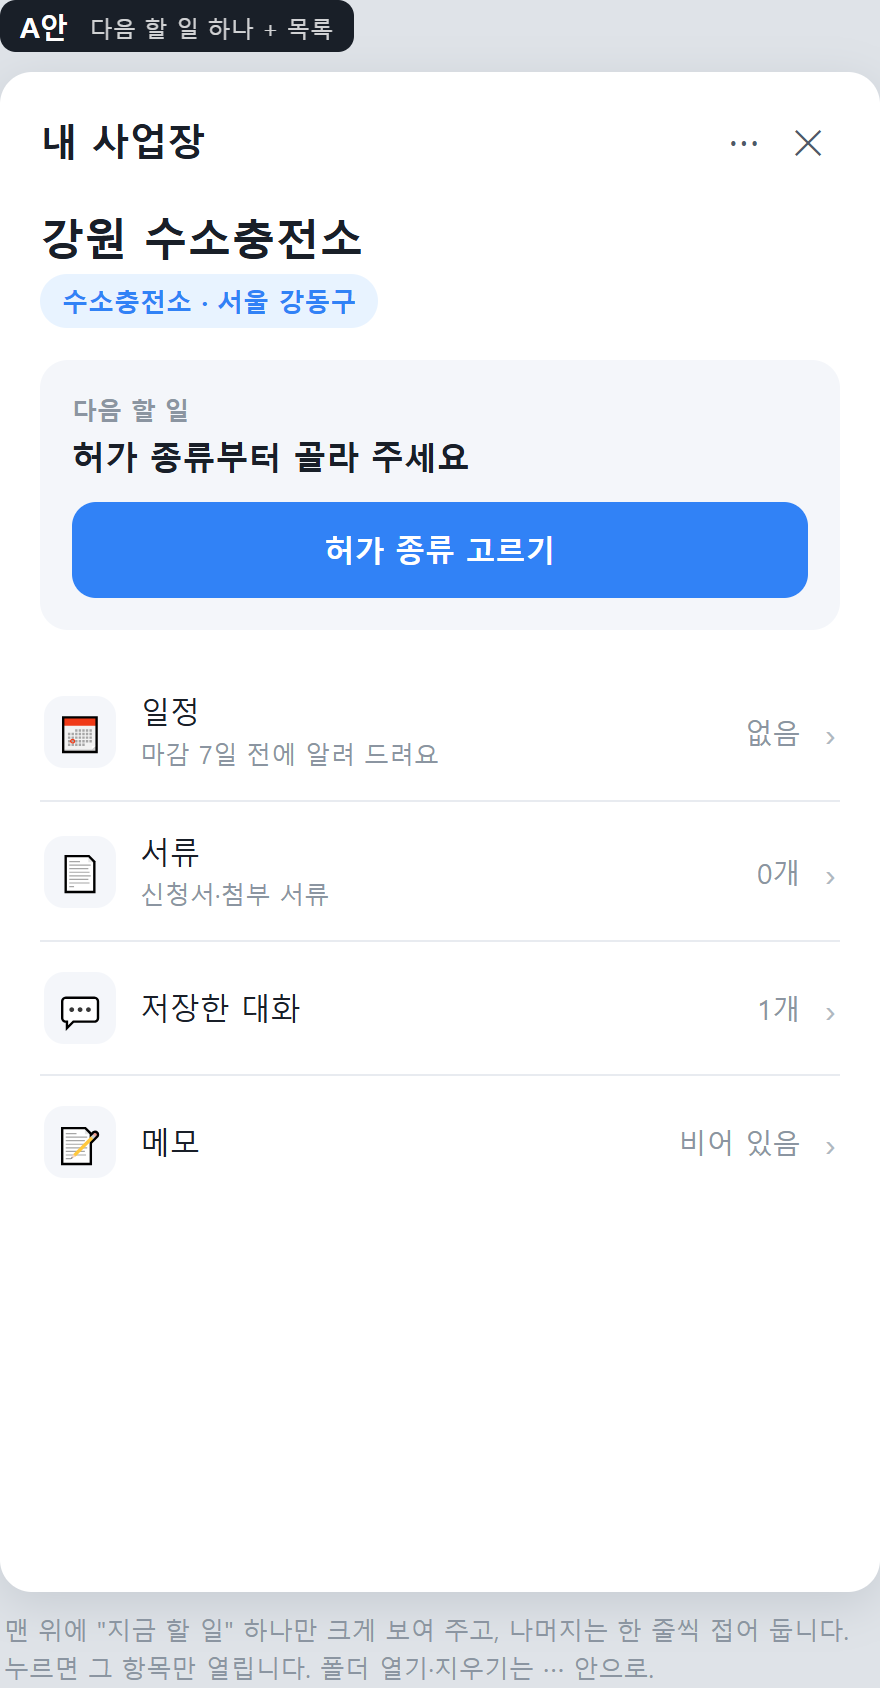 A안 다음 할 일 하나 + 목록
내 사업장
강원 수소충전소
수소충전소 · 서울 강동구
다음 할 일
허가 종류부터 골라 주세요
허가 종류 고르기
일정
마감 7일 전에 알려 드려요
없음 ›
서류
신청서·첨부 서류
0개 ›
저장한 대화 1개 ›
메모 비어 있음 ›
맨 위에 "지금 할 일" 하나만 크게 보여 주고, 나머지는 한 줄씩 접어 둡니다.
누르면 그 항목만 열립니다. 폴더 열기·지우기는 ··· 안으로.